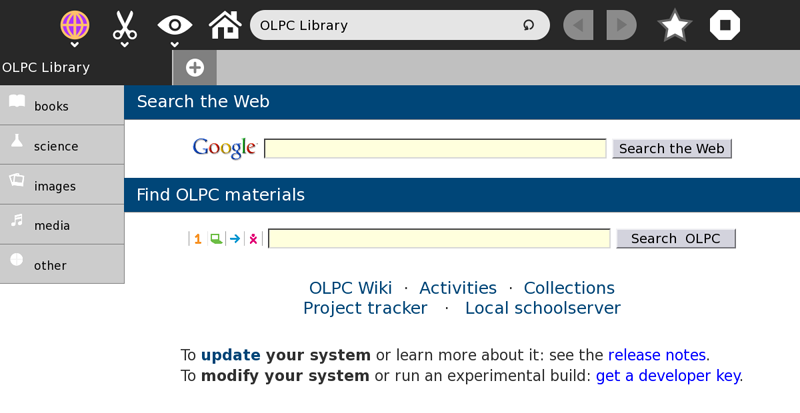 OLPC Library
OLPC Library
books
science
images
media
other
Search the Web
Google
Search the Web
Find OLPC materials
1
Search OLPC
OLPC Wiki · Activities · Collections
Project tracker · Local schoolserver
To update your system or learn more about it: see the release notes.
To modify your system or run an experimental build: get a developer key.